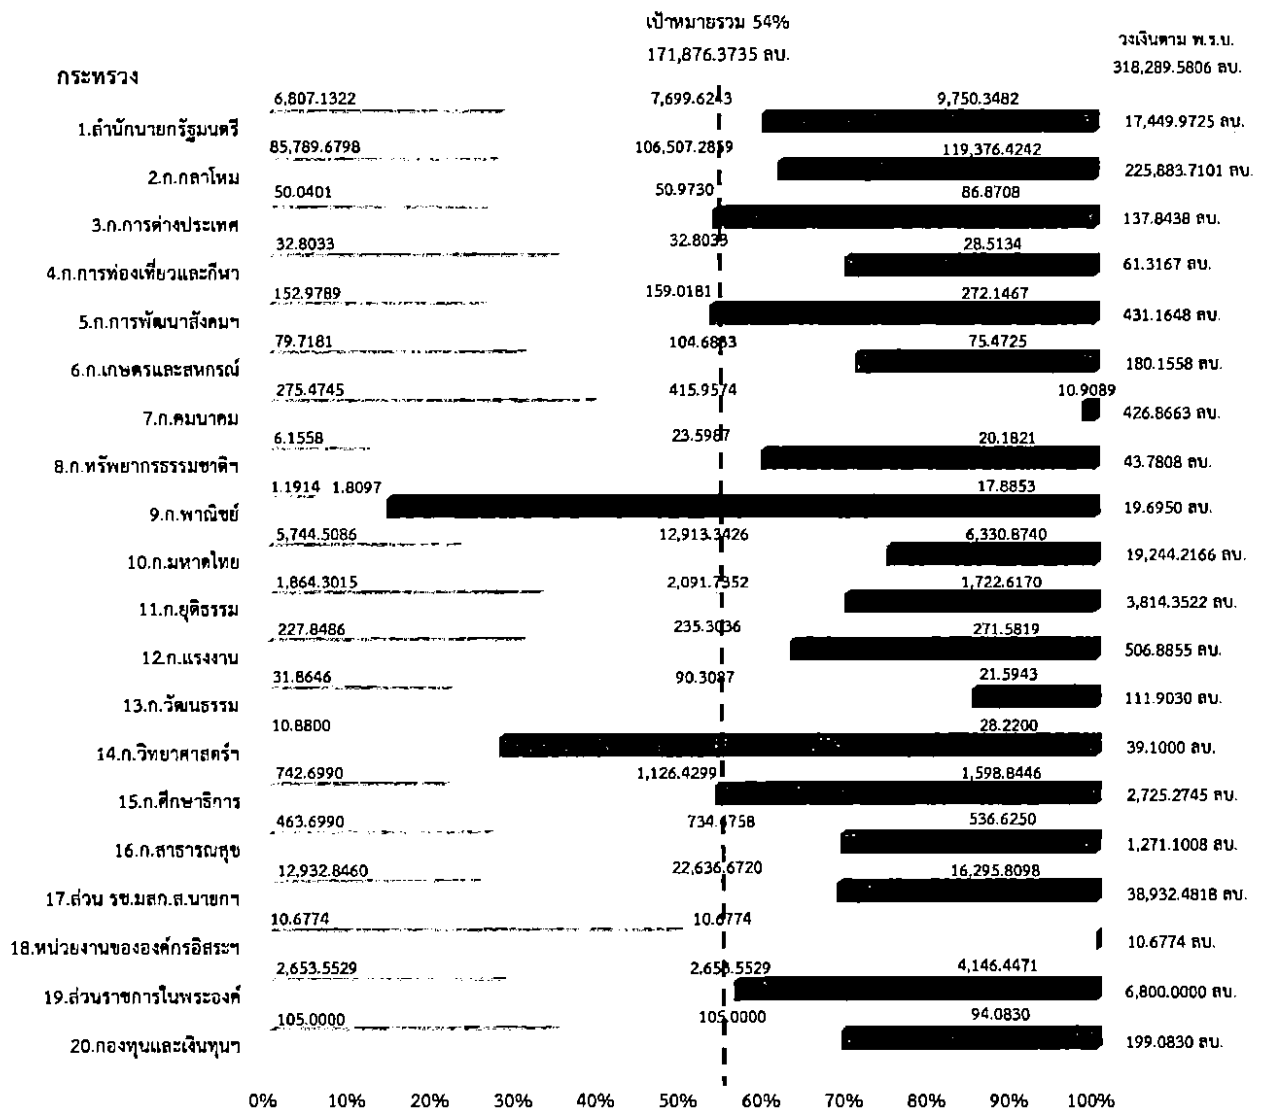 เป้าหมายรวม 54%
171,876.3735 ลบ.
วงเงินตาม พ.ร.บ.
318,289.5806 ลบ.
กระทรวง
6,807.1322 7,699.6243 9,750.3482
1.สำนักนายกรัฐมนตรี 17,449.9725 ลบ.
85,789.6798 106,507.2859 119,376.4242
2.ก.กลาโหม 225,883.7101 ลบ.
50.0401 50.9730 86.8708
3.ก.การต่างประเทศ 137.8438 ลบ.
32.8033 32.8033 28.5134
4.ก.การท่องเที่ยวและกีฬา 61.3167 ลบ.
152.9789 159.0181 272.1467
5.ก.การพัฒนาสังคมฯ 431.1648 ลบ.
79.7181 104.6833 75.4725
6.ก.เกษตรและสหกรณ์ 180.1558 ลบ.
275.4745 415.9574 10.9089
7.ก.คมนาคม 426.8663 ลบ.
6.1558 23.5987 20.1821
8.ก.ทรัพยากรธรรมชาติฯ 43.7808 ลบ.
1.1914 1.8097 17.8853
9.ก.พาณิชย์ 19.6950 ลบ.
5,744.5086 12,913.3426 6,330.8740
10.ก.มหาดไทย 19,244.2166 ลบ.
1,864.3015 2,091.7352 1,722.6170
11.ก.ยุติธรรม 3,814.3522 ลบ.
227.8486 235.3036 271.5819
12.ก.แรงงาน 506.8855 ลบ.
31.8646 90.3087 21.5943
13.ก.วัฒนธรรม 111.9030 ลบ.
10.8800 28.2200
14.ก.วิทยาศาสตร์ฯ 39.1000 ลบ.
742.6990 1,126.4299 1,598.8446
15.ก.ศึกษาธิการ 2,725.2745 ลบ.
463.6990 734.4758 536.6250
16.ก.สาธารณสุข 1,271.1008 ลบ.
12,932.8460 22,636.6720 16,295.8098
17.ส่วน รช.มสก.ส.นายกฯ 38,932.4818 ลบ.
10.6774 10.6774
18.หน่วยงานขององค์กรอิสระฯ 10.6774 ลบ.
2,653.5529 2,653.5529 4,146.4471
19.ส่วนราชการในพระองค์ 6,800.0000 ลบ.
105.0000 105.0000 94.0830
20.กองทุนและเงินทุนฯ 199.0830 ลบ.
0% 10% 20% 30% 40% 50% 60% 70% 80% 90% 100%